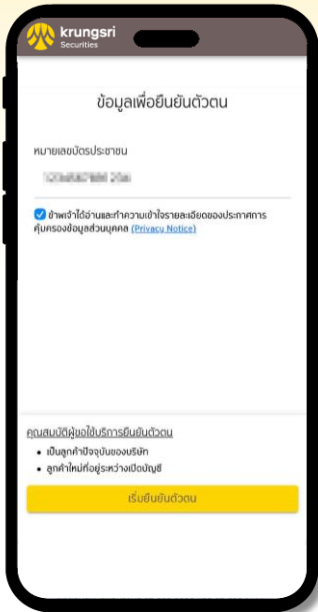 krungsri
Securities
ข้อมูลเพื่อยืนยันตัวตน
หมายเลขบัตรประชาชน
ข้าพเจ้าได้อ่านและทำความเข้าใจรายละเอียดของประกาศการ
คุ้มครองข้อมูลส่วนบุคคล (Privacy Notice)
คุณสมบัติผู้ขอใช้บริการยืนยันตัวตน
• เป็นลูกค้าปัจจุบันของบริษัท
• ลูกค้าใหม่ที่อยู่ระหว่างเปิดบัญชี
เริ่มยืนยันตัวตน